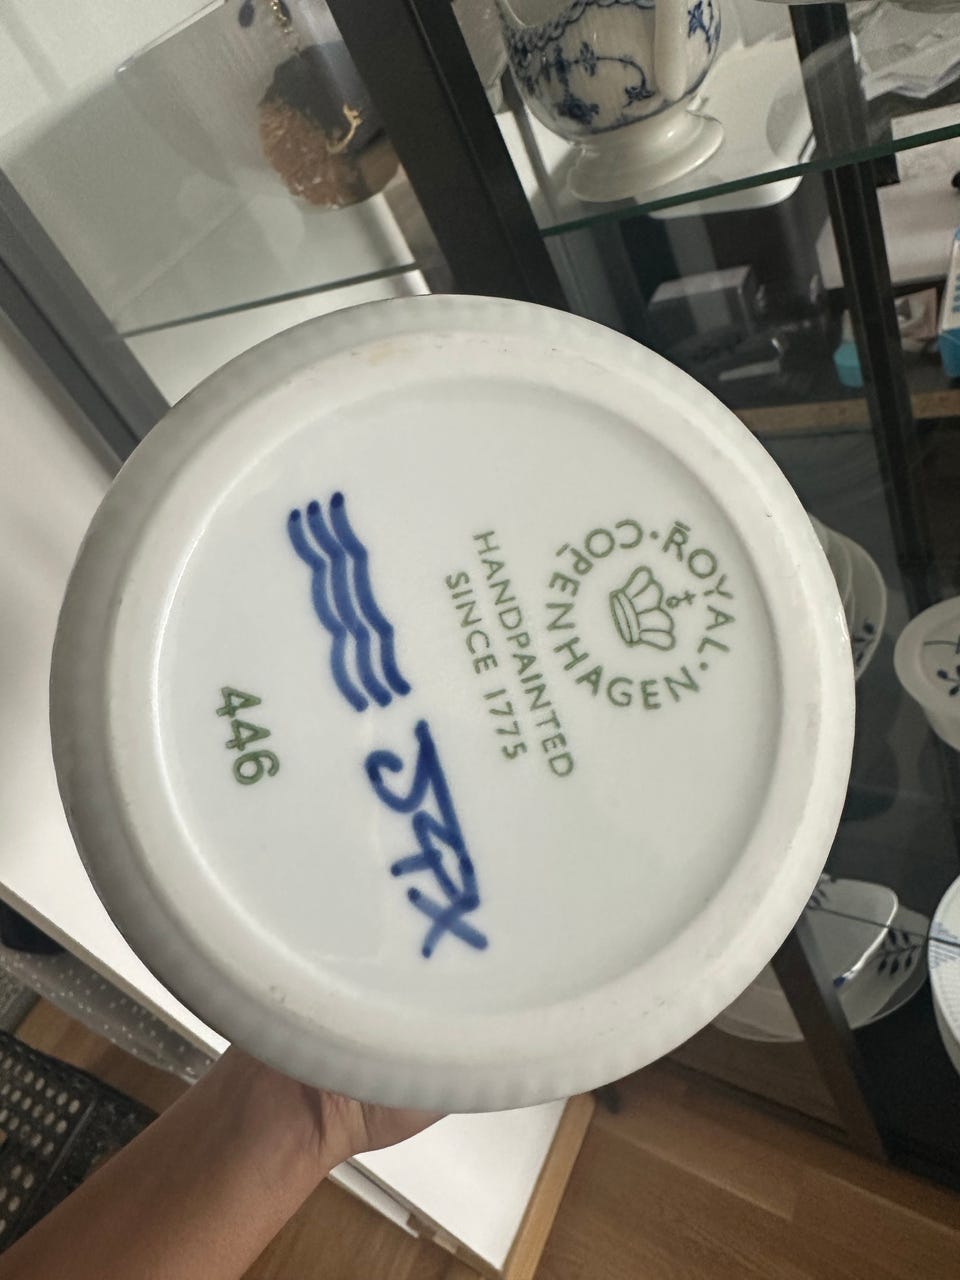 ROYAL · COPENHAGEN ·
HANDPAINTED
SINCE 1775
446